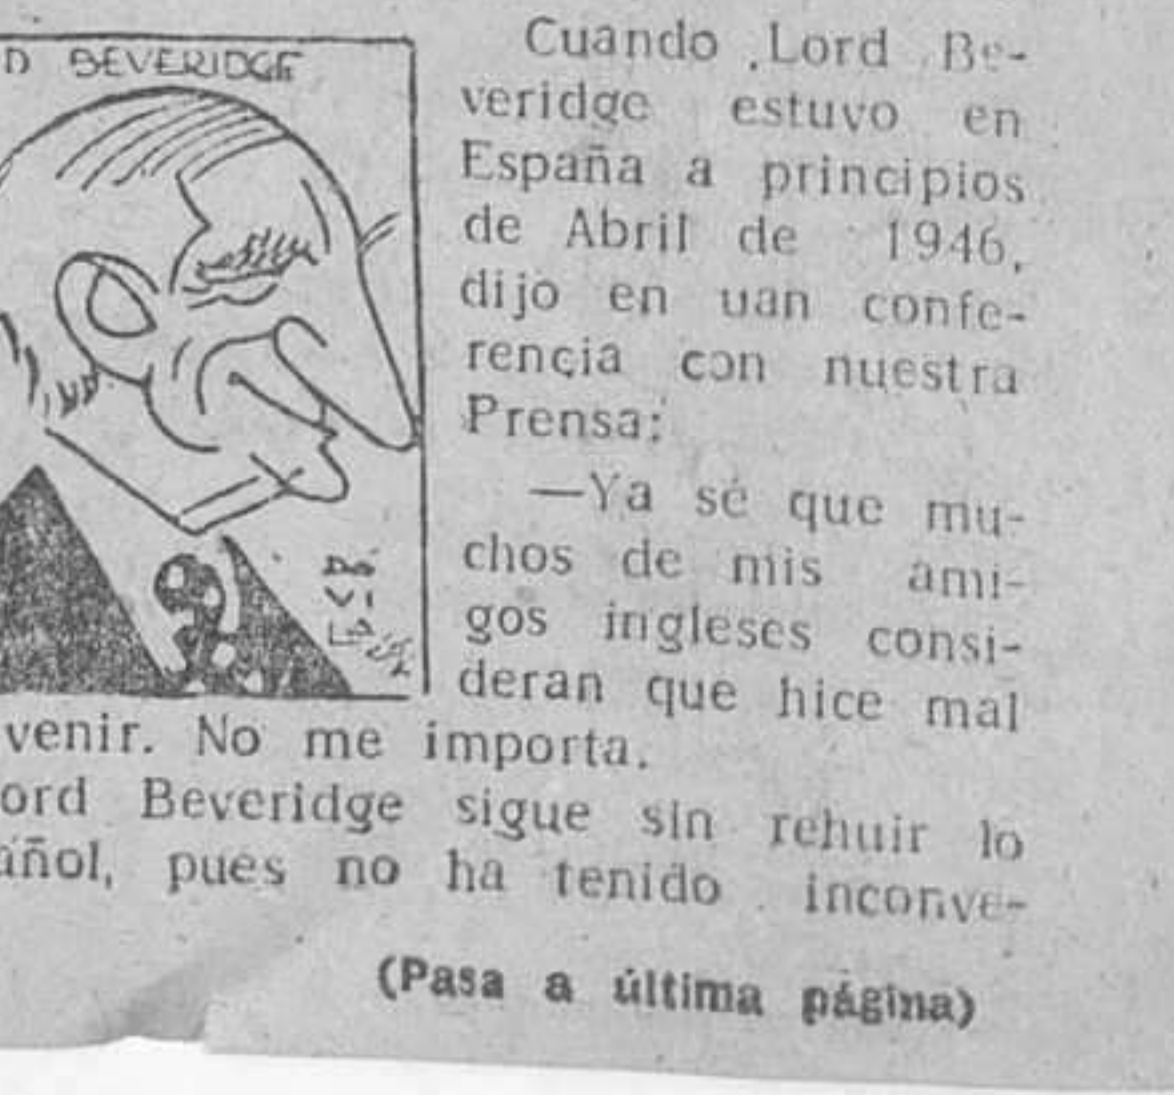 D BEVERIDGE
Cuando Lord Be-
veridge estuvo en
España a principios
de Abril de 1946,
dijo en uan confe-
rencia con nuestra
Prensa:
—Ya sé que mu-
chos de mis ami-
gos ingleses consi-
deran que hice mal
venir. No me importa.
ord Beveridge sigue sin rehuir lo
añol, pues no ha tenido inconve-
(Pasa a última página)